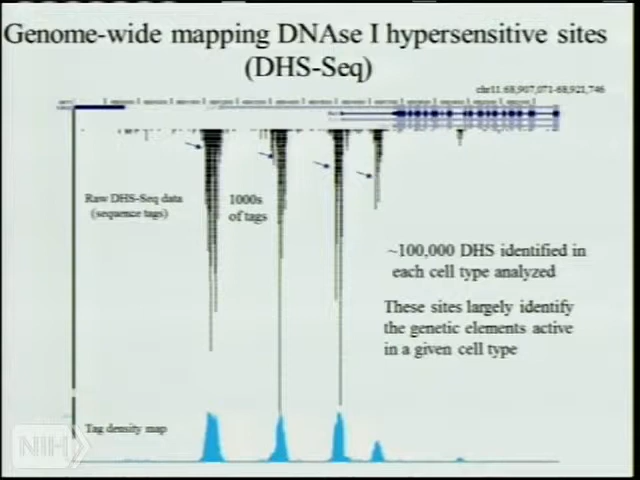 Genome-wide mapping DNAse I hypersensitive sites
(DHS-Seq)
chr11:68,907,071-68,921,746
Raw DHS-Seq data
(sequence tags)
1000s
of tags
~100,000 DHS identified in
each cell type analyzed
These sites largely identify
the genetic elements active
in a given cell type
Tag density map
NIH